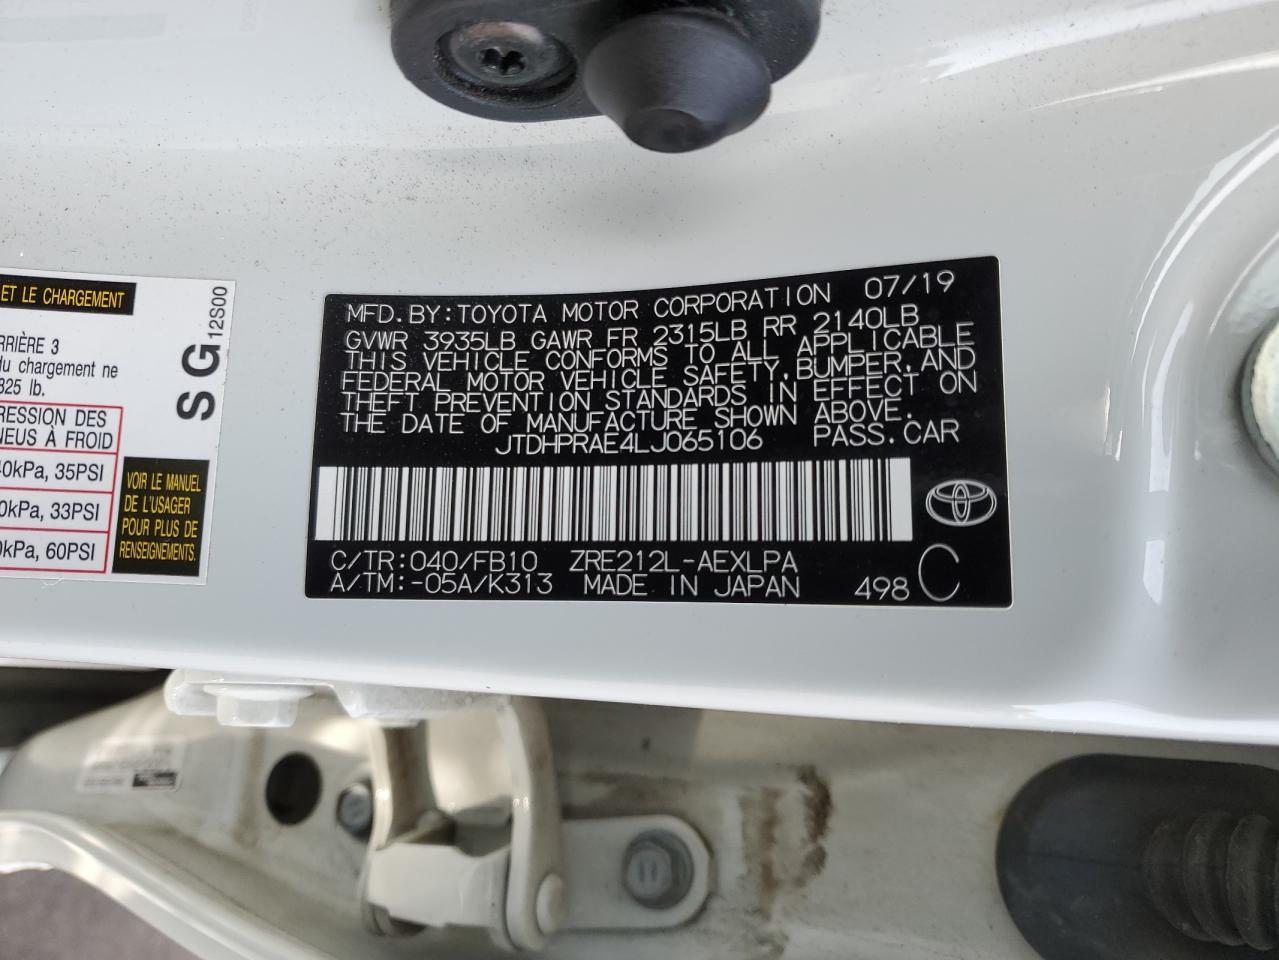 ET LE CHARGEMENT
RRIÈRE 3
du chargement ne
825 lb.
RESSION DES
NEUS À FROID
40kPa, 35PSI
0kPa, 33PSI
0kPa, 60PSI
VOIR LE MANUEL
DE L'USAGER
POUR PLUS DE
RENSEIGNEMENTS.
SG
12S00
MFD. BY: TOYOTA MOTOR CORPORATION 07/19
GVWR 3935LB GAWR FR 2315LB RR 2140LB
THIS VEHICLE CONFORMS TO ALL APPLICABLE
FEDERAL MOTOR VEHICLE SAFETY, BUMPER, AND
THEFT PREVENTION STANDARDS IN EFFECT ON
THE DATE OF MANUFACTURE SHOWN ABOVE.
JTDHPRAE4LJ065106 PASS. CAR
C/TR: 040/FB10 ZRE212L-AEXLPA
A/TM: -05A/K313 MADE IN JAPAN 498 C